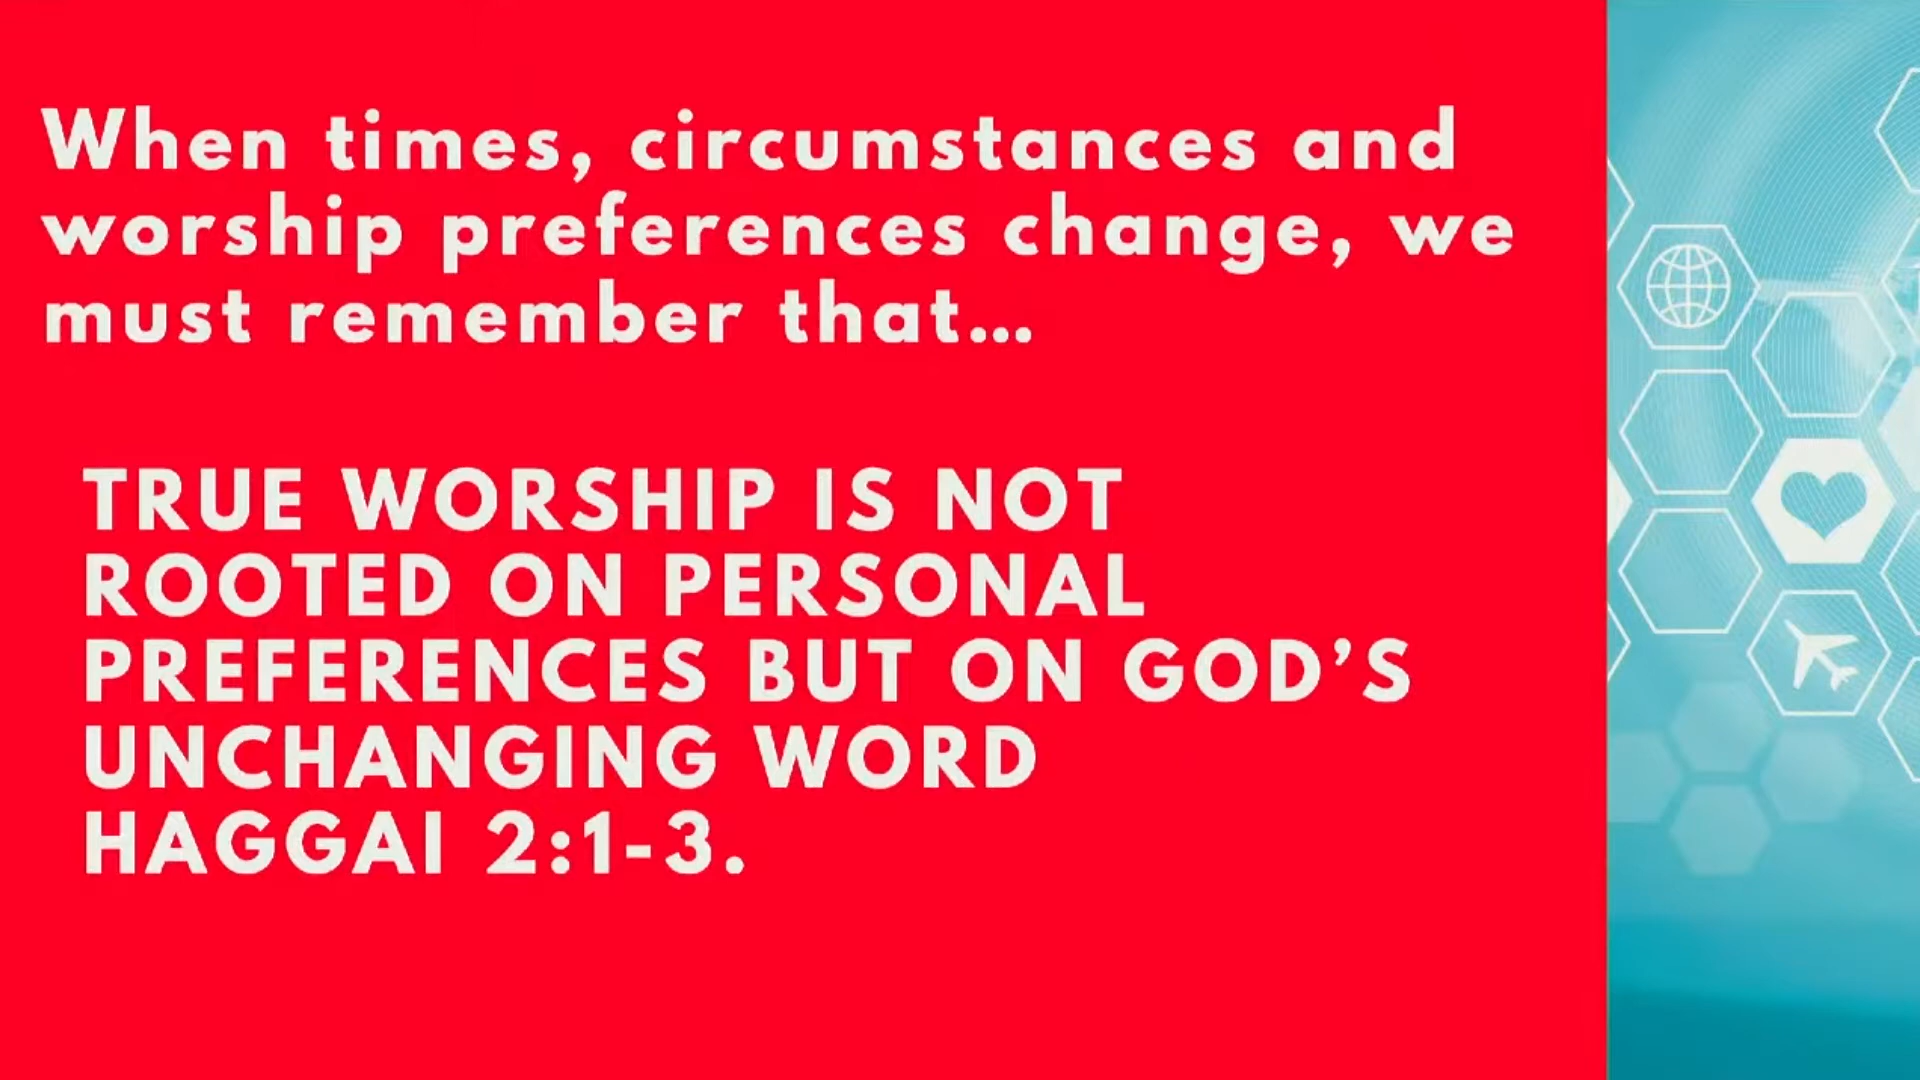 When times, circumstances and
worship preferences change, we
must remember that...
TRUE WORSHIP IS NOT
ROOTED ON PERSONAL
PREFERENCES BUT ON GOD’S
UNCHANGING WORD
HAGGAI 2:1-3.